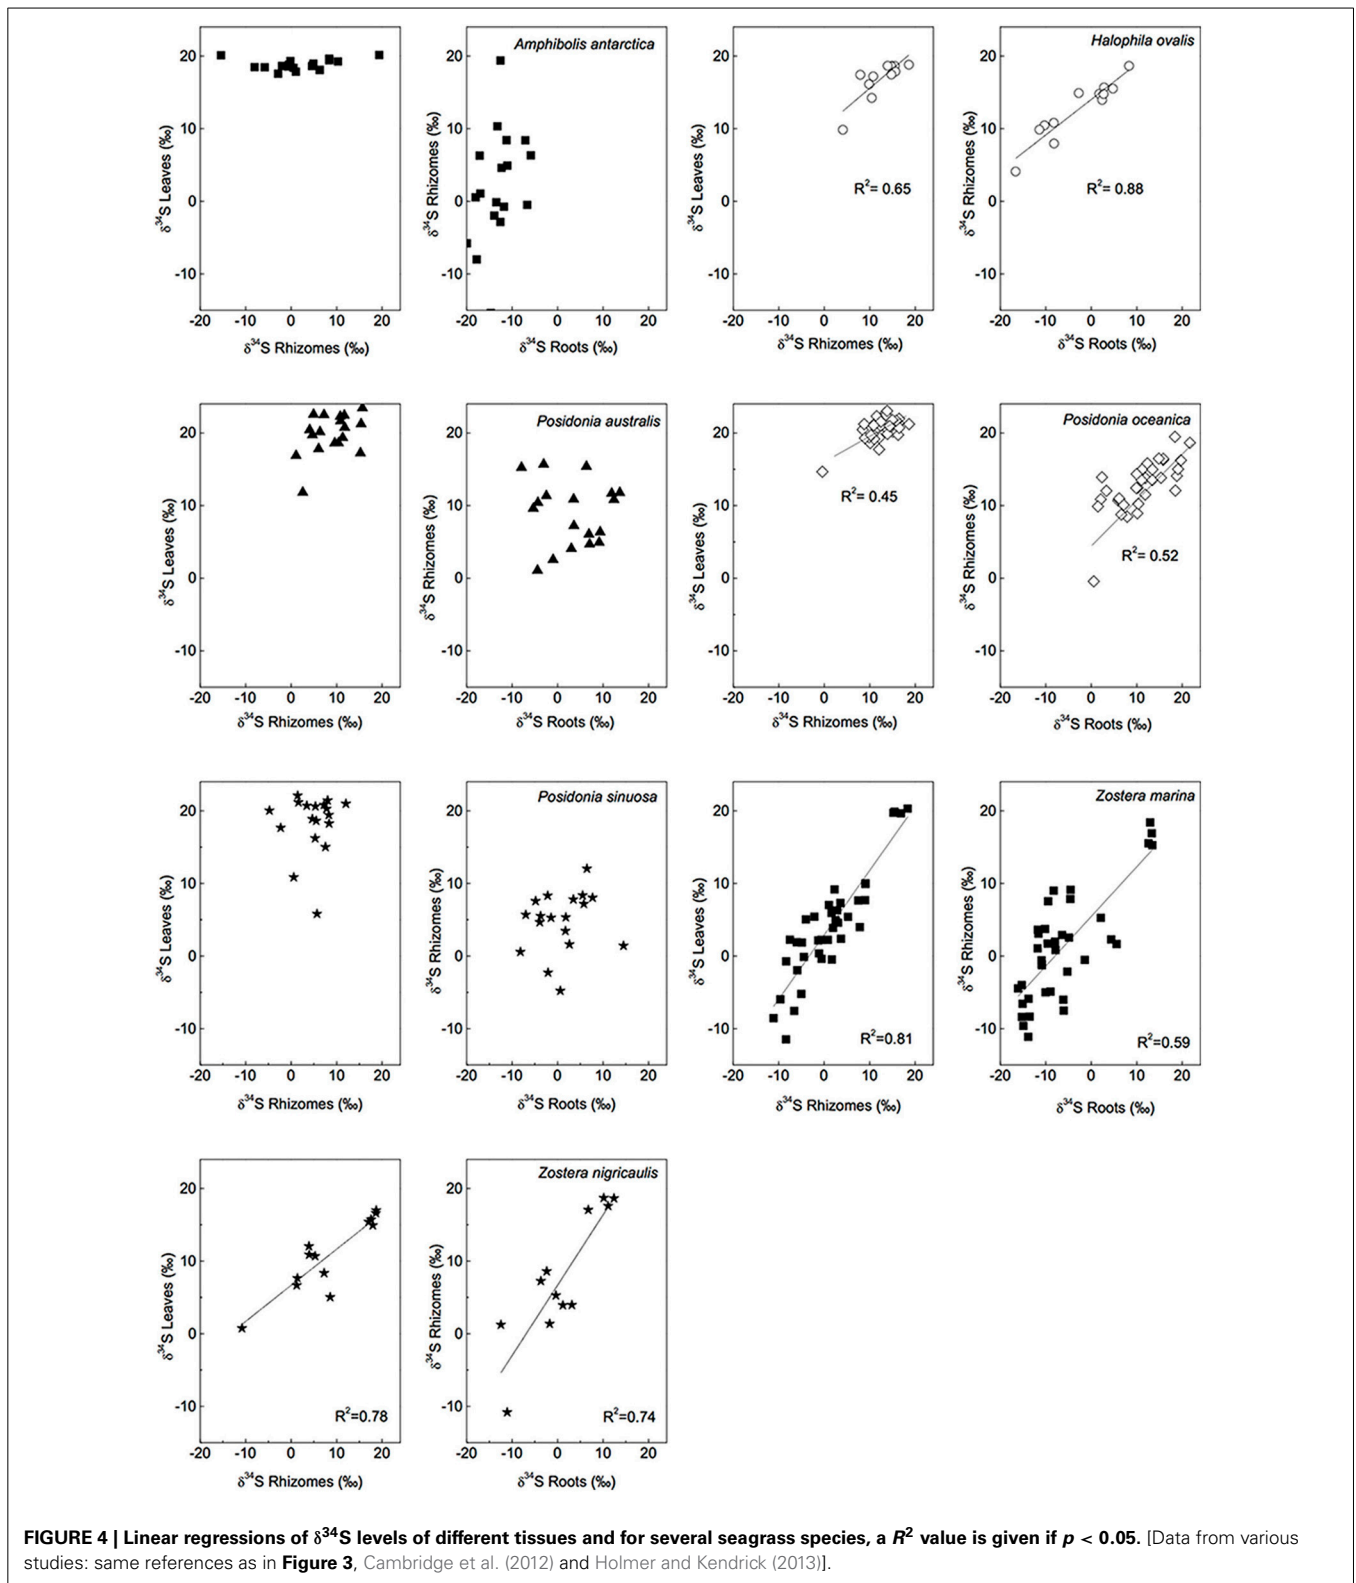 Amphibolis antarctica
Halophila ovalis
20
10
0
-10
δ34S Leaves (‰)
-20 -10 0 10 20
δ34S Rhizomes (‰)
20
10
0
-10
δ34S Rhizomes (‰)
-20 -10 0 10 20
δ34S Roots (‰)
20
10
0
-10
δ34S Leaves (‰)
R2= 0.65
-20 -10 0 10 20
δ34S Rhizomes (‰)
20
10
0
-10
δ34S Rhizomes (‰)
R2= 0.88
-20 -10 0 10 20
δ34S Roots (‰)
Posidonia australis
Posidonia oceanica
20
10
0
-10
δ34S Leaves (‰)
-20 -10 0 10 20
δ34S Rhizomes (‰)
20
10
0
-10
δ34S Rhizomes (‰)
-20 -10 0 10 20
δ34S Roots (‰)
20
10
0
-10
δ34S Leaves (‰)
R2= 0.45
-20 -10 0 10 20
δ34S Rhizomes (‰)
20
10
0
-10
δ34S Rhizomes (‰)
R2= 0.52
-20 -10 0 10 20
δ34S Roots (‰)
Posidonia sinuosa
Zostera marina
20
10
0
-10
δ34S Leaves (‰)
-20 -10 0 10 20
δ34S Rhizomes (‰)
20
10
0
-10
δ34S Rhizomes (‰)
-20 -10 0 10 20
δ34S Roots (‰)
20
10
0
-10
δ34S Leaves (‰)
R2=0.81
-20 -10 0 10 20
δ34S Rhizomes (‰)
20
10
0
-10
δ34S Rhizomes (‰)
R2=0.59
-20 -10 0 10 20
δ34S Roots (‰)
Zostera nigricaulis
20
10
0
-10
δ34S Leaves (‰)
R2=0.78
-20 -10 0 10 20
δ34S Rhizomes (‰)
20
10
0
-10
δ34S Rhizomes (‰)
R2=0.74
-20 -10 0 10 20
δ34S Roots (‰)
FIGURE 4 | Linear regressions of δ34S levels of different tissues and for several seagrass species, a R2 value is given if p < 0.05. [Data from various
studies: same references as in Figure 3, Cambridge et al. (2012) and Holmer and Kendrick (2013)].